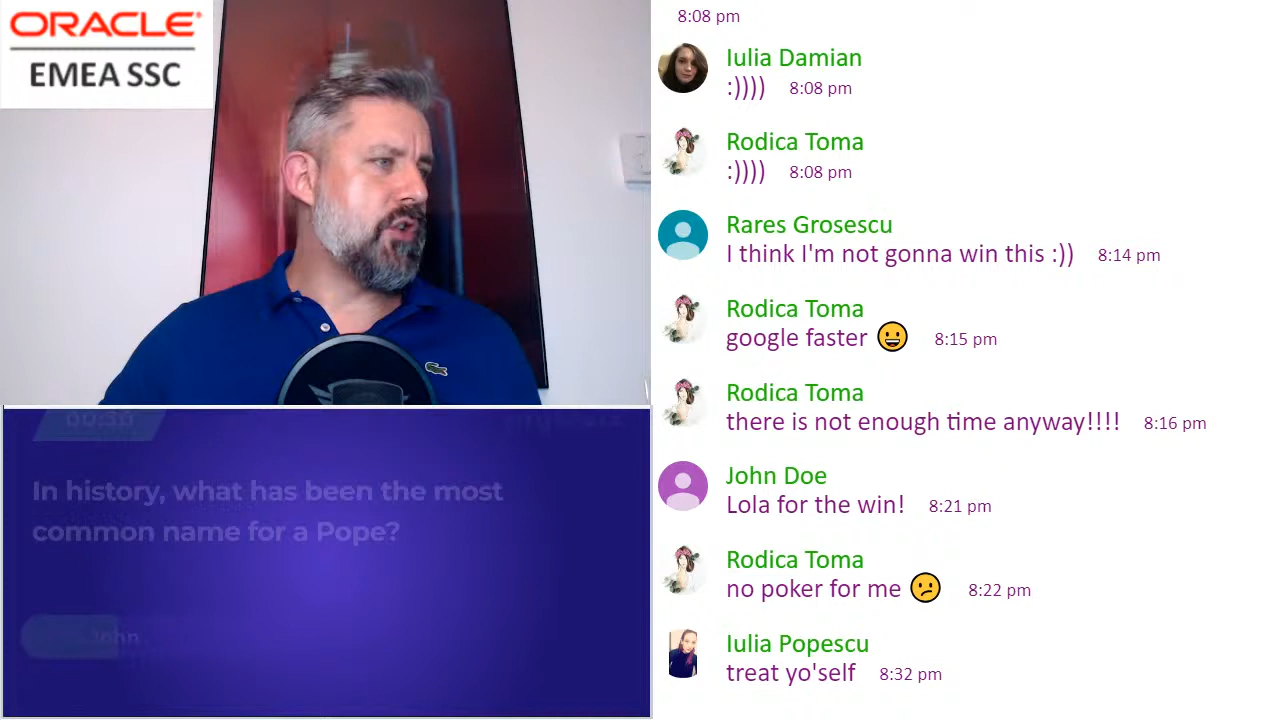 ORACLE
EMEA SSC
00:36
In history, what has been the most
common name for a Pope?
John
8:08 pm
Iulia Damian
:)))) 8:08 pm
Rodica Toma
:)))) 8:08 pm
Rares Grosescu
I think I'm not gonna win this :)) 8:14 pm
Rodica Toma
google faster 😀 8:15 pm
Rodica Toma
there is not enough time anyway!!!! 8:16 pm
John Doe
Lola for the win! 8:21 pm
Rodica Toma
no poker for me 😕 8:22 pm
Iulia Popescu
treat yo'self 8:32 pm